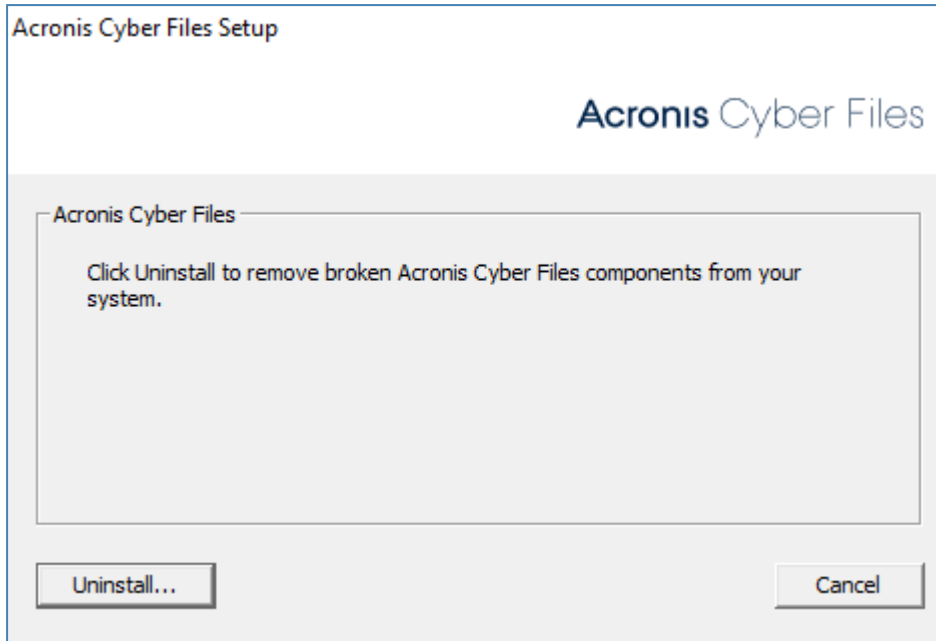 Acronis Cyber Files Setup
Acronis Cyber Files
Acronis Cyber Files
Click Uninstall to remove broken Acronis Cyber Files components from your
system.
Uninstall...
Cancel